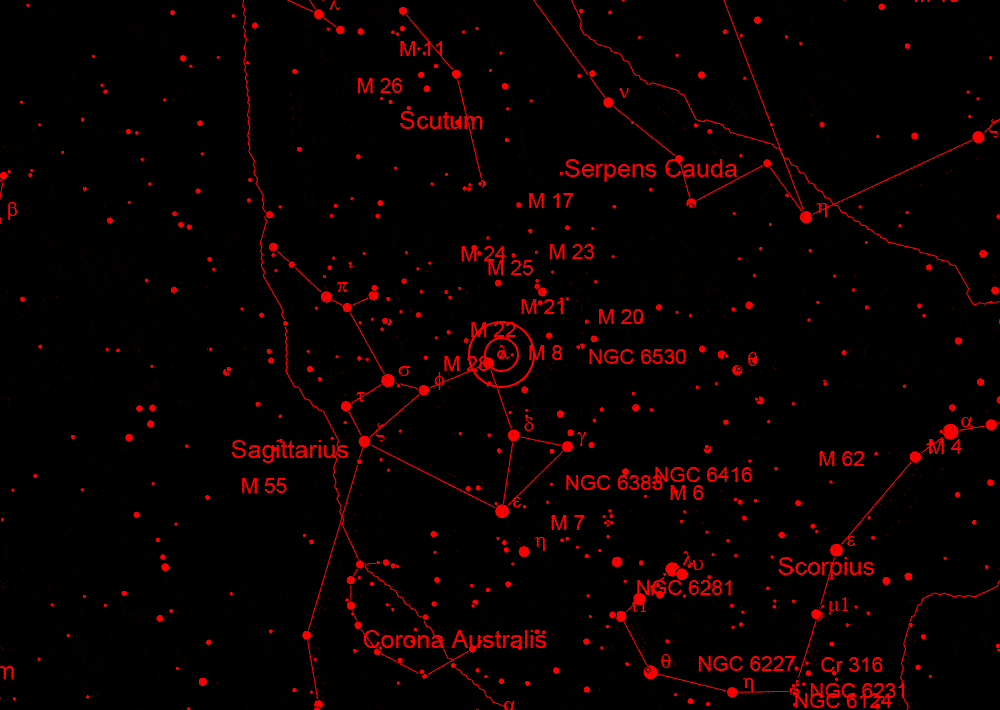 λ
M 11
M 26
ν
Scutum
ζ
Serpens Cauda
M 17
β
η
M 24
M 23
M 25
π
M 21
M 20
M 22
λ
M 8
NGC 6530
θ
M 28
σ
φ
τ
α
δ
γ
ζ
M 4
Sagittarius
M 62
M 55
NGC 6383
NGC 6416
M 6
ε
M 7
η
ε
λ
υ
Scorpius
NGC 6281
ι1
μ1
Corona Australis
θ
NGC 6227
Cr 316
η
NGC 6231
NGC 6124
α